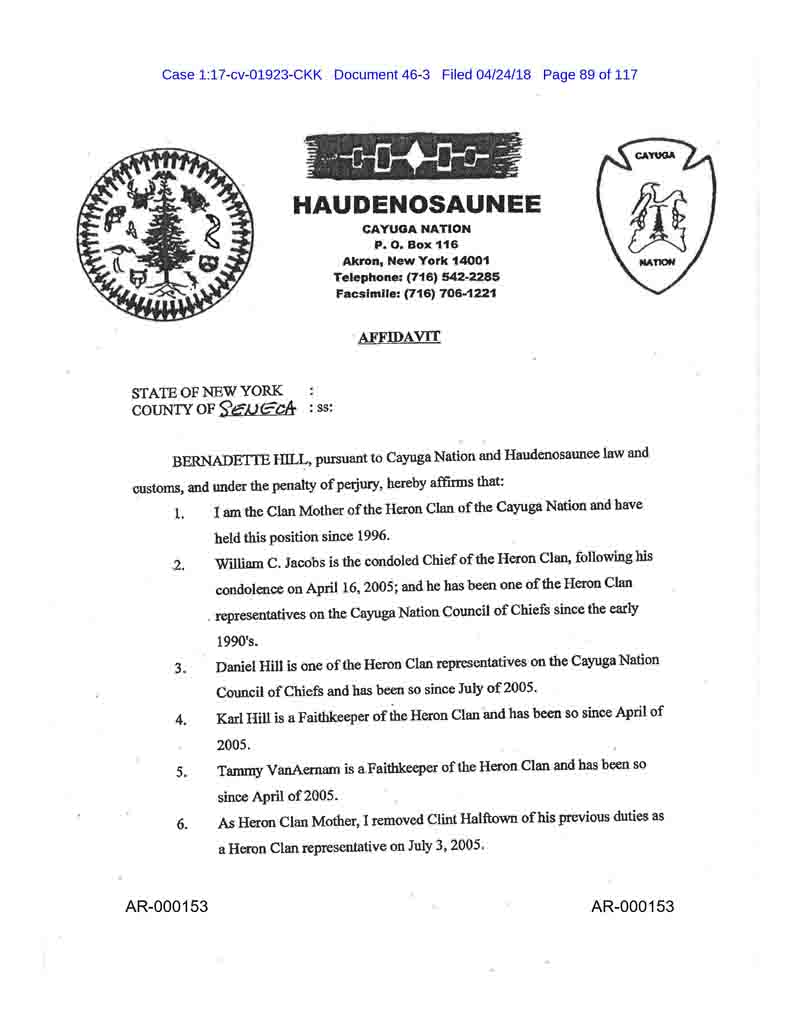 Case 1:17-cv-01923-CKK Document 46-3 Filed 04/24/18 Page 89 of 117
CAYUGA
NATION
HAUDENOSAUNEE
CAYUGA NATION
P. O. Box 116
Akron, New York 14001
Telephone: (716) 542-2285
Facsimile: (716) 706-1221
AFFIDAVIT
STATE OF NEW YORK :
COUNTY OF SENECA : ss:
BERNADETTE HILL, pursuant to Cayuga Nation and Haudenosaunee law and
customs, and under the penalty of perjury, hereby affirms that:
1. I am the Clan Mother of the Heron Clan of the Cayuga Nation and have
held this position since 1996.
2. William C. Jacobs is the condoled Chief of the Heron Clan, following his
condolence on April 16, 2005; and he has been one of the Heron Clan
representatives on the Cayuga Nation Council of Chiefs since the early
1990's.
3. Daniel Hill is one of the Heron Clan representatives on the Cayuga Nation
Council of Chiefs and has been so since July of 2005.
4. Karl Hill is a Faithkeeper of the Heron Clan and has been so since April of
2005.
5. Tammy VanAernam is a Faithkeeper of the Heron Clan and has been so
since April of 2005.
6. As Heron Clan Mother, I removed Clint Halftown of his previous duties as
a Heron Clan representative on July 3, 2005.
AR-000153 AR-000153